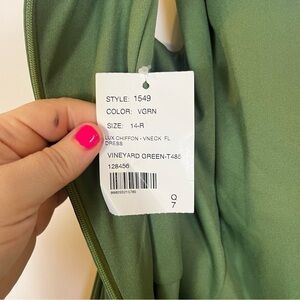 STYLE: 1549
COLOR: VGRN
SIZE: 14-R
LUX CHIFFON - VNECK FL
DRESS
VINEYARD GREEN-T485
128456
Q
7